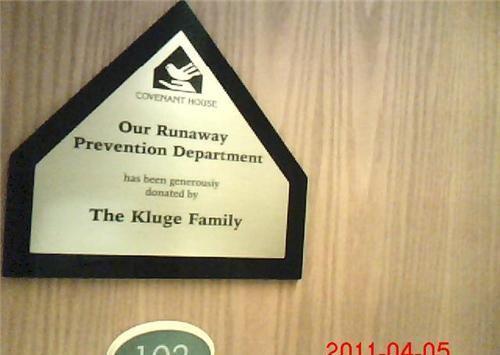 COVENANT HOUSE
Our Runaway
Prevention Department
has been generously
donated by
The Kluge Family
102
2011-04-05